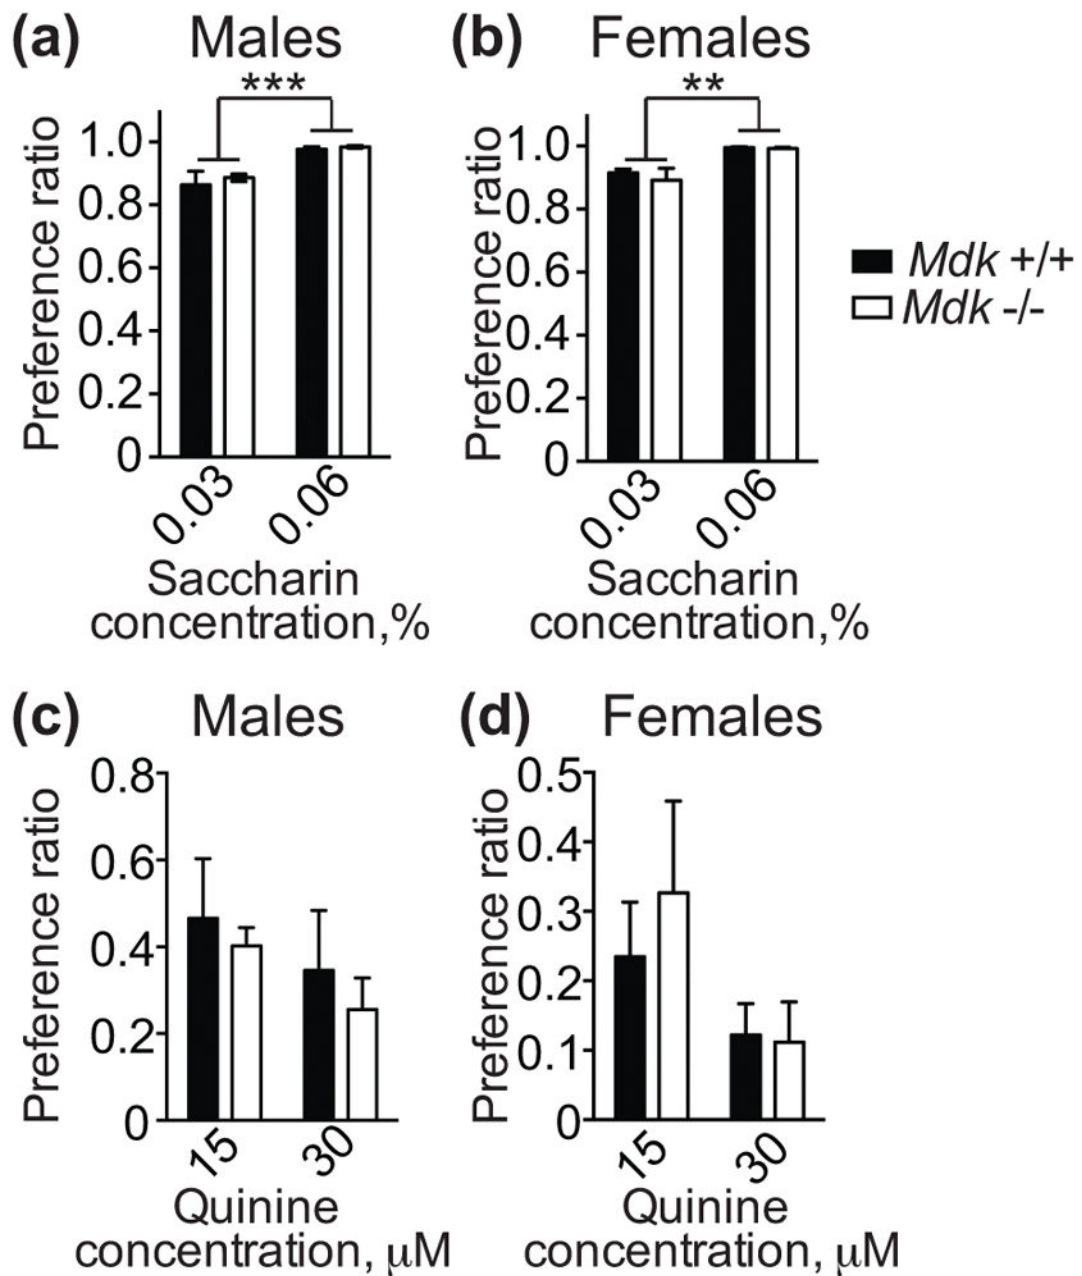 (a) Males
***
Preference ratio
1.0
0.8
0.6
0.4
0.2
0
0.03
0.06
Saccharin
concentration,%
(b) Females
**
Preference ratio
1.0
0.8
0.6
0.4
0.2
0
0.03
0.06
Saccharin
concentration,%
Mdk +/+
Mdk -/-
(c) Males
Preference ratio
0.8
0.6
0.4
0.2
0
15
30
Quinine
concentration, μM
(d) Females
Preference ratio
0.5
0.4
0.3
0.2
0.1
0
15
30
Quinine
concentration, μM